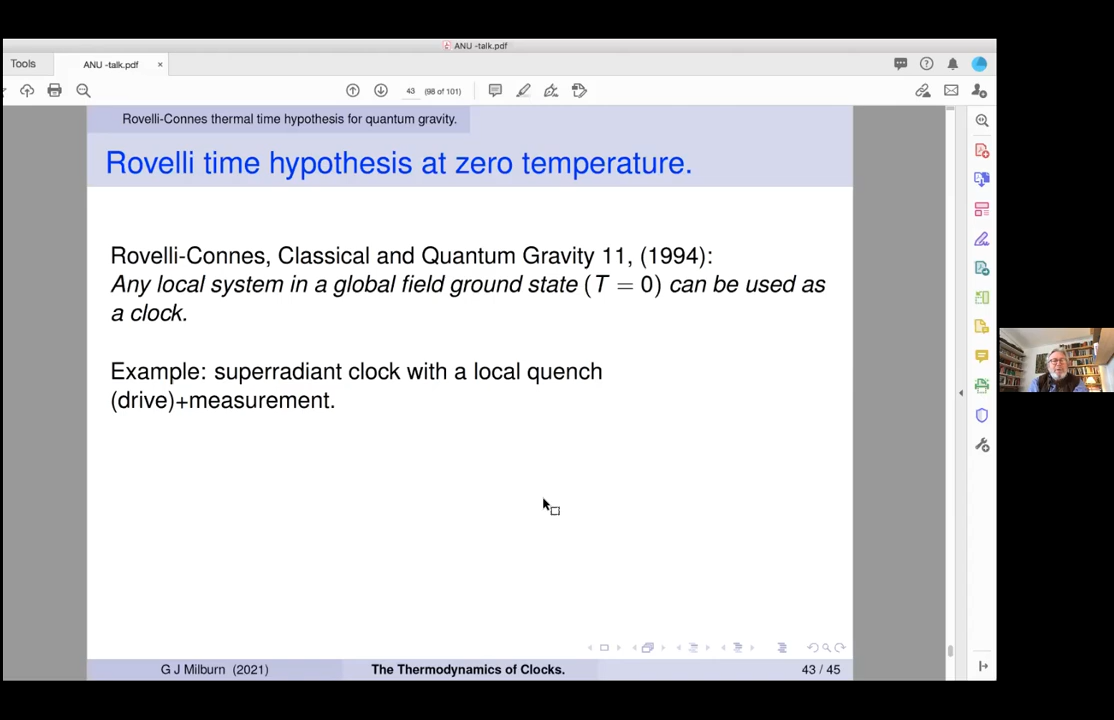 ANU -talk.pdf
Tools
ANU -talk.pdf ×
43 (98 of 101)
Rovelli-Connes thermal time hypothesis for quantum gravity.
Rovelli time hypothesis at zero temperature.
Rovelli-Connes, Classical and Quantum Gravity 11, (1994):
Any local system in a global field ground state (T = 0) can be used as
a clock.
Example: superradiant clock with a local quench
(drive)+measurement.
G J Milburn (2021) The Thermodynamics of Clocks. 43 / 45